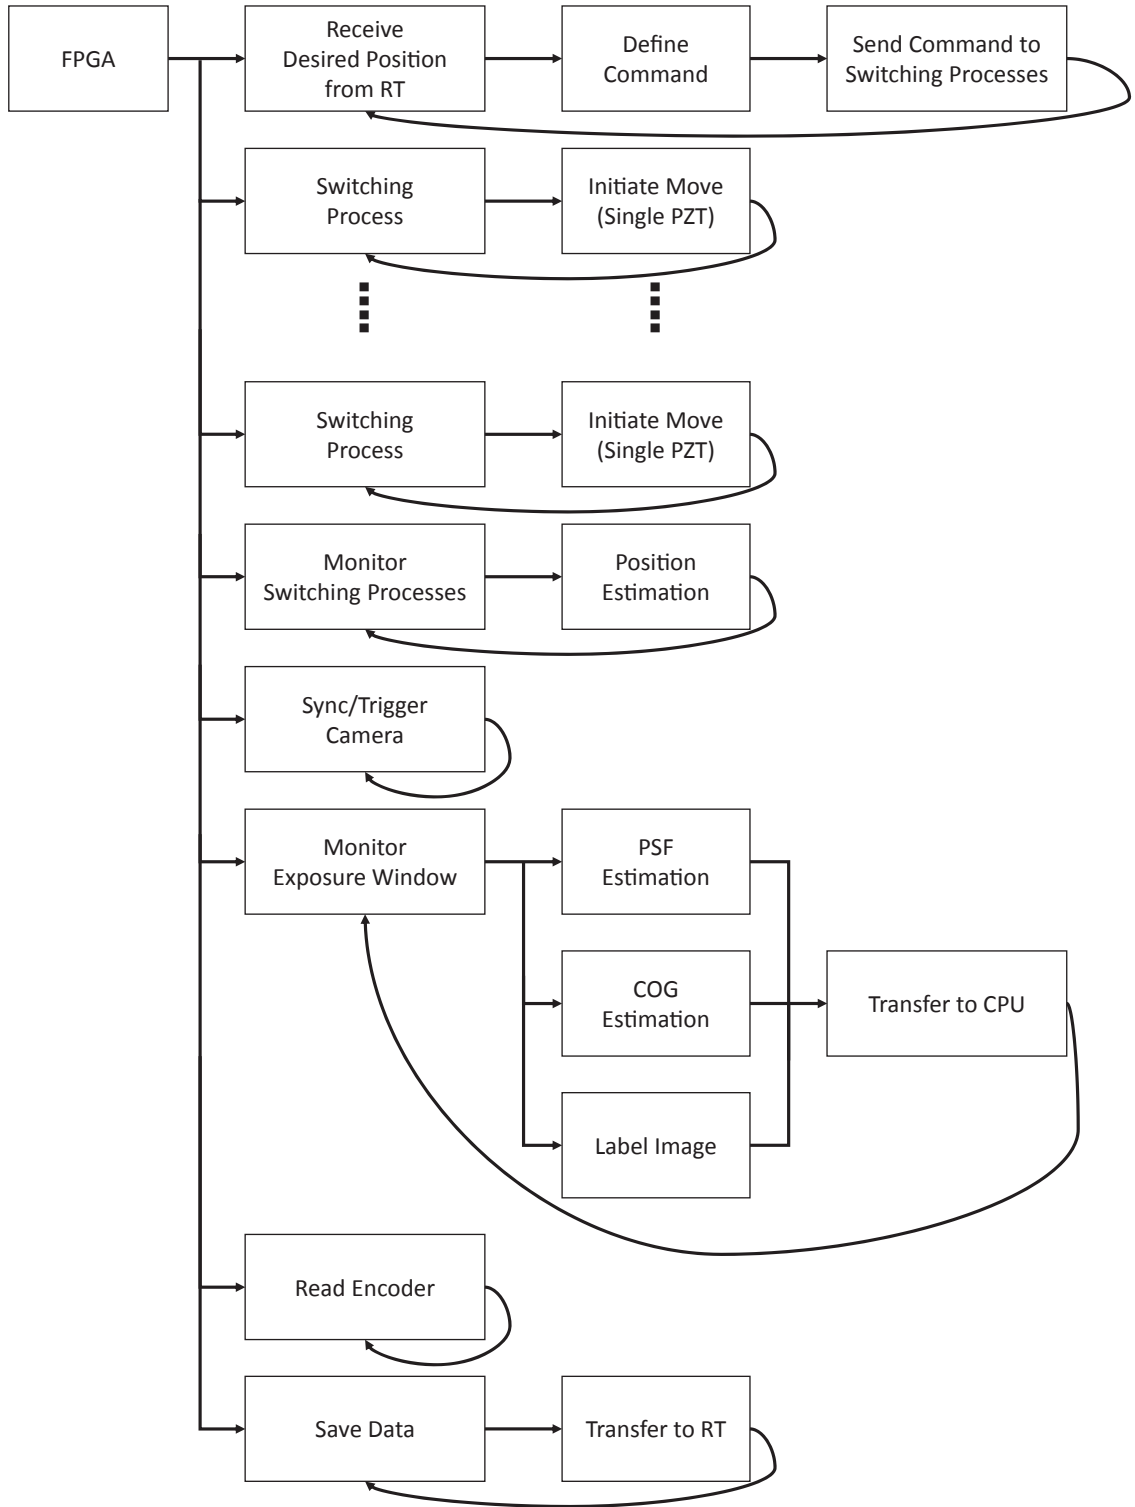 FPGA
Receive
Desired Position
from RT
Define
Command
Send Command to
Switching Processes
Switching
Process
Initiate Move
(Single PZT)
Switching
Process
Initiate Move
(Single PZT)
Monitor
Switching Processes
Position
Estimation
Sync/Trigger
Camera
Monitor
Exposure Window
PSF
Estimation
COG
Estimation
Transfer to CPU
Label Image
Read Encoder
Save Data
Transfer to RT